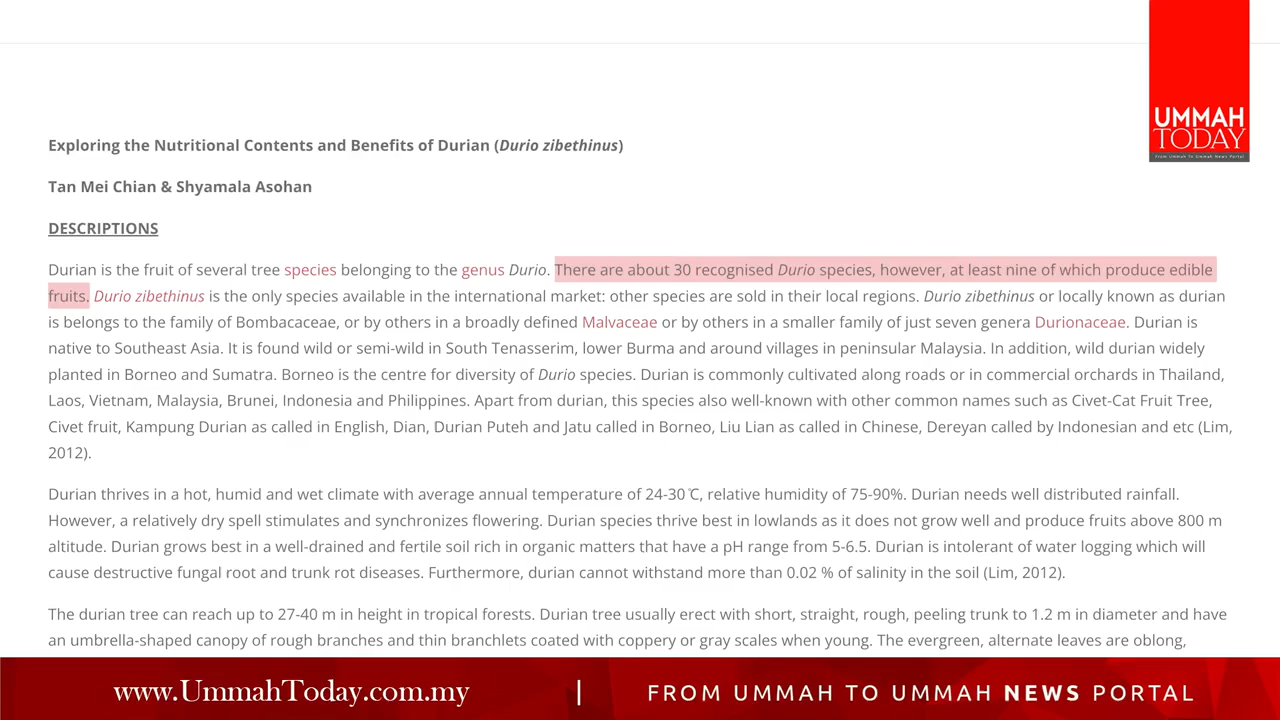 UMMAH
TODAY
From Ummah To Ummah News Portal
Exploring the Nutritional Contents and Benefits of Durian (Durio zibethinus)
Tan Mei Chian & Shyamala Asohan
DESCRIPTIONS
Durian is the fruit of several tree species belonging to the genus Durio. There are about 30 recognised Durio species, however, at least nine of which produce edible
fruits. Durio zibethinus is the only species available in the international market: other species are sold in their local regions. Durio zibethinus or locally known as durian
is belongs to the family of Bombacaceae, or by others in a broadly defined Malvaceae or by others in a smaller family of just seven genera Durionaceae. Durian is
native to Southeast Asia. It is found wild or semi-wild in South Tenasserim, lower Burma and around villages in peninsular Malaysia. In addition, wild durian widely
planted in Borneo and Sumatra. Borneo is the centre for diversity of Durio species. Durian is commonly cultivated along roads or in commercial orchards in Thailand,
Laos, Vietnam, Malaysia, Brunei, Indonesia and Philippines. Apart from durian, this species also well-known with other common names such as Civet-Cat Fruit Tree,
Civet fruit, Kampung Durian as called in English, Dian, Durian Puteh and Jatu called in Borneo, Liu Lian as called in Chinese, Dereyan called by Indonesian and etc (Lim,
2012).
Durian thrives in a hot, humid and wet climate with average annual temperature of 24-30 ℃, relative humidity of 75-90%. Durian needs well distributed rainfall.
However, a relatively dry spell stimulates and synchronizes flowering. Durian species thrive best in lowlands as it does not grow well and produce fruits above 800 m
altitude. Durian grows best in a well-drained and fertile soil rich in organic matters that have a pH range from 5-6.5. Durian is intolerant of water logging which will
cause destructive fungal root and trunk rot diseases. Furthermore, durian cannot withstand more than 0.02 % of salinity in the soil (Lim, 2012).
The durian tree can reach up to 27-40 m in height in tropical forests. Durian tree usually erect with short, straight, rough, peeling trunk to 1.2 m in diameter and have
an umbrella-shaped canopy of rough branches and thin branchlets coated with coppery or gray scales when young. The evergreen, alternate leaves are oblong,
www.UmmahToday.com.my | FROM UMMAH TO UMMAH NEWS PORTAL